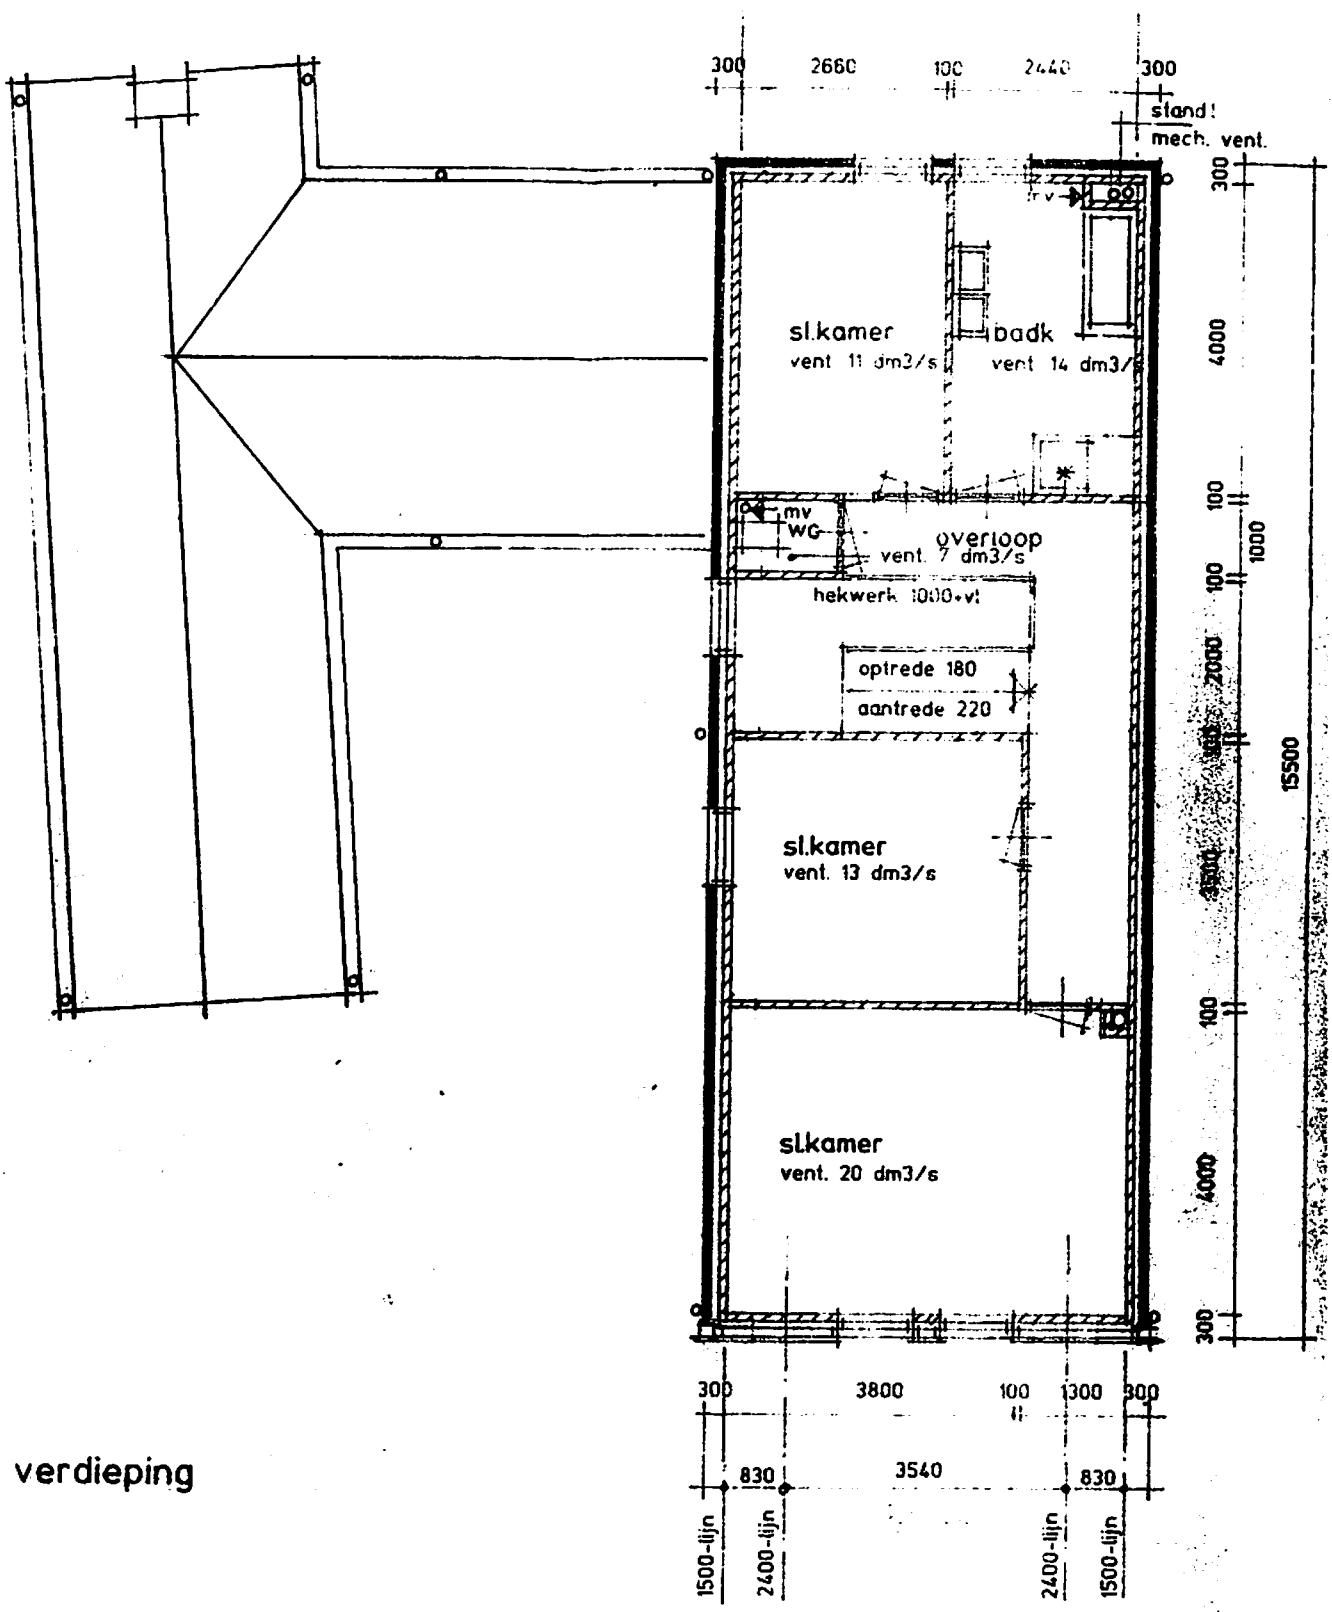 300 2660 100 2440 300
stand!
mech. vent.
300
sl.kamer
vent. 11 dm3/s
badk
vent. 14 dm3/s
4000
100
mv
WG
overloop
vent. 7 dm3/s
1000
100
hekwerk 1000+vl
optrede 180
aantrede 220
2000
100
15500
sl.kamer
vent. 13 dm3/s
3500
100
sl.kamer
vent. 20 dm3/s
4000
300
300 3800 100 1300 300
verdieping
830 3540 830
1500-lijn
2400-lijn
2400-lijn
1500-lijn